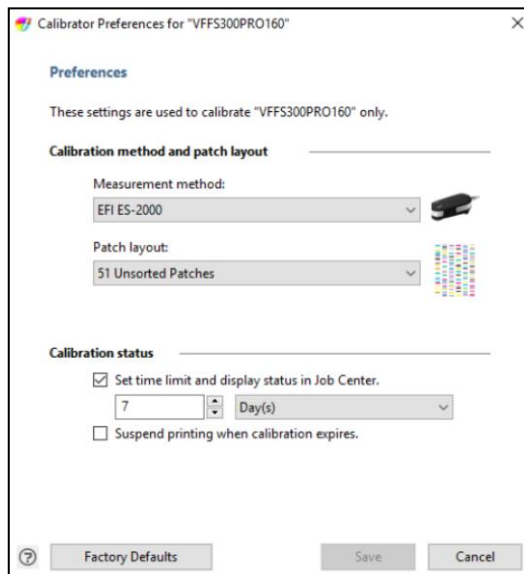 Calibrator Preferences for "VFFS300PRO160"
Preferences
These settings are used to calibrate "VFFS300PRO160" only.
Calibration method and patch layout
Measurement method:
EFI ES-2000
Patch layout:
51 Unsorted Patches
Calibration status
Set time limit and display status in Job Center.
7 Day(s)
Suspend printing when calibration expires.
? Factory Defaults Save Cancel